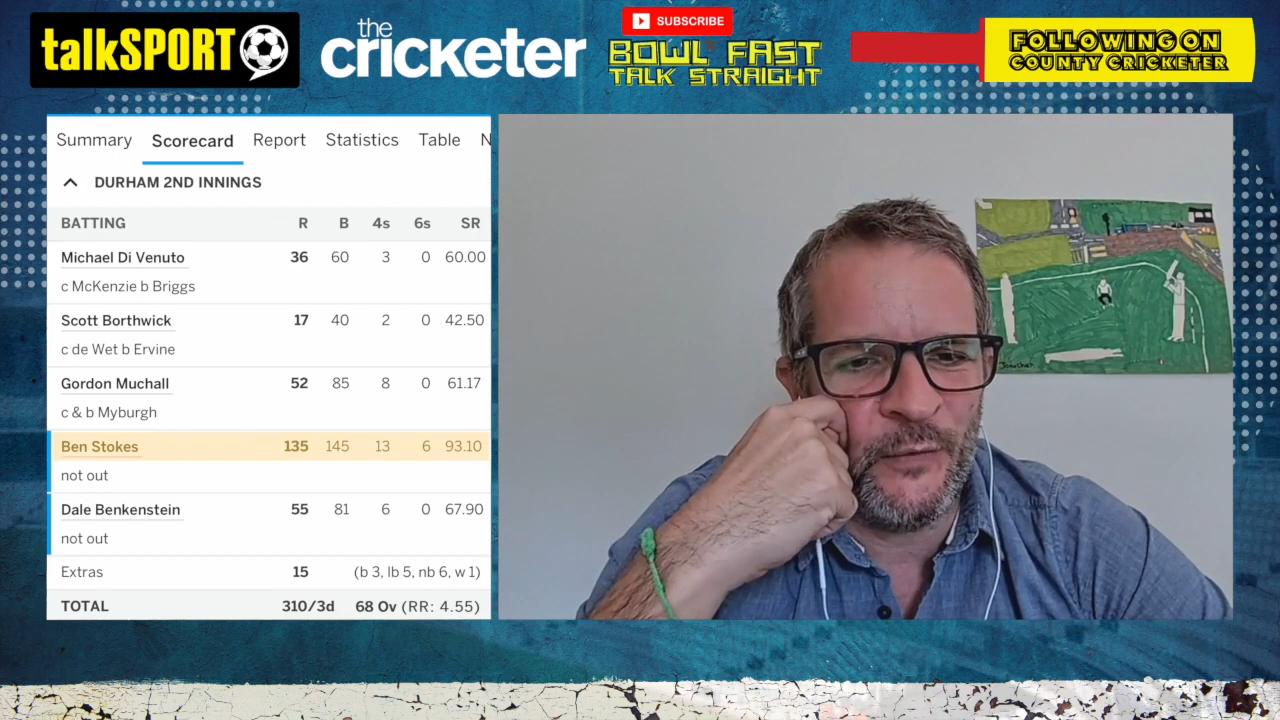 talkSPORT
the
cricketer
SUBSCRIBE
BOWL FAST
TALK STRAIGHT
FOLLOWING ON
COUNTY CRICKETER
Summary Scorecard Report Statistics Table N
DURHAM 2ND INNINGS
BATTING R B 4s 6s SR
Michael Di Venuto 36 60 3 0 60.00
c McKenzie b Briggs
Scott Borthwick 17 40 2 0 42.50
c de Wet b Ervine
Gordon Muchall 52 85 8 0 61.17
c & b Myburgh
Ben Stokes 135 145 13 6 93.10
not out
Dale Benkenstein 55 81 6 0 67.90
not out
Extras 15 (b 3, lb 5, nb 6, w 1)
TOTAL 310/3d 68 Ov (RR: 4.55)